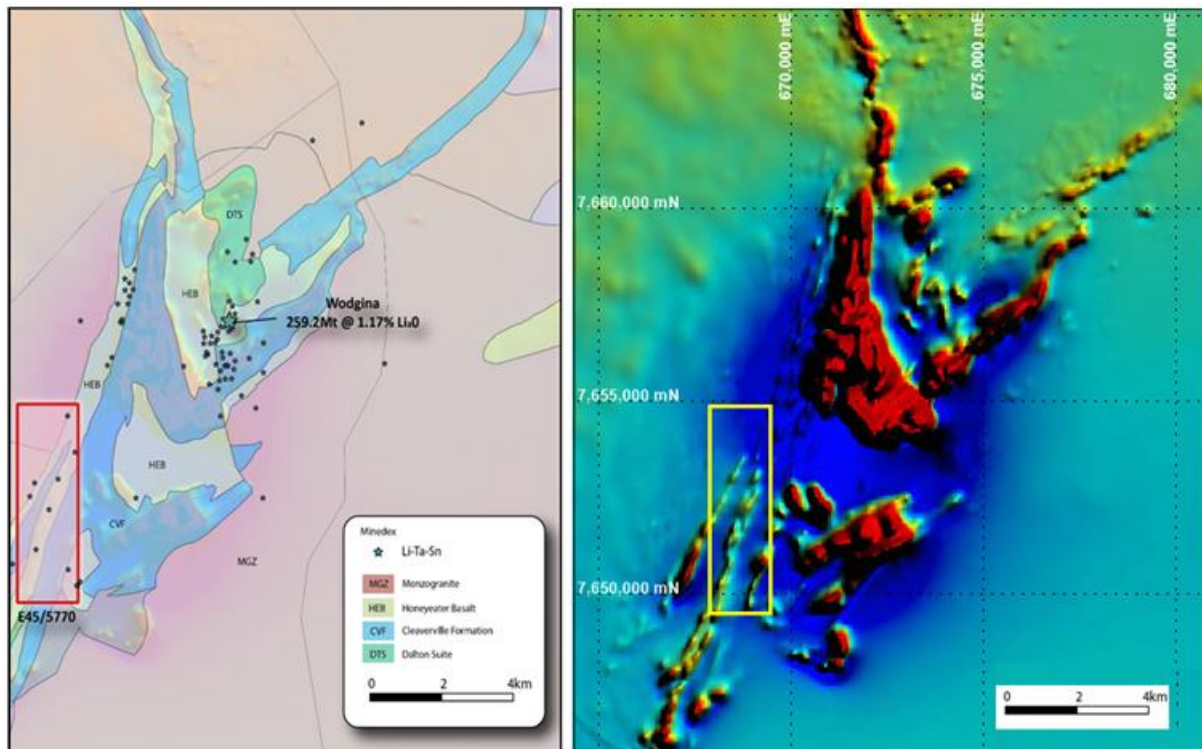 DTS
HEB
Wodgina
259.2Mt @ 1.17% Li₂0
HEB
HEB
CVF
MGZ
E45/5770
Minedex
Li-Ta-Sn
MGZ Monzogranite
HEB Honeyeater Basalt
CVF Cleaverville Formation
DTS Dalton Suite
0 2 4km
670,000 mE
675,000 mE
680,000 mE
7,660,000 mN
7,655,000 mN
7,650,000 mN
0 2 4km